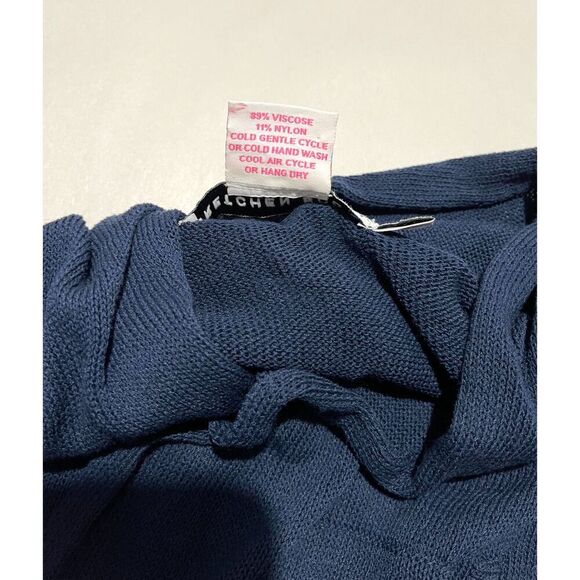 89% VISCOSE
11% NYLON
COLD GENTLE CYCLE
OR COLD HAND WASH
COOL AIR CYCLE
OR HANG DRY